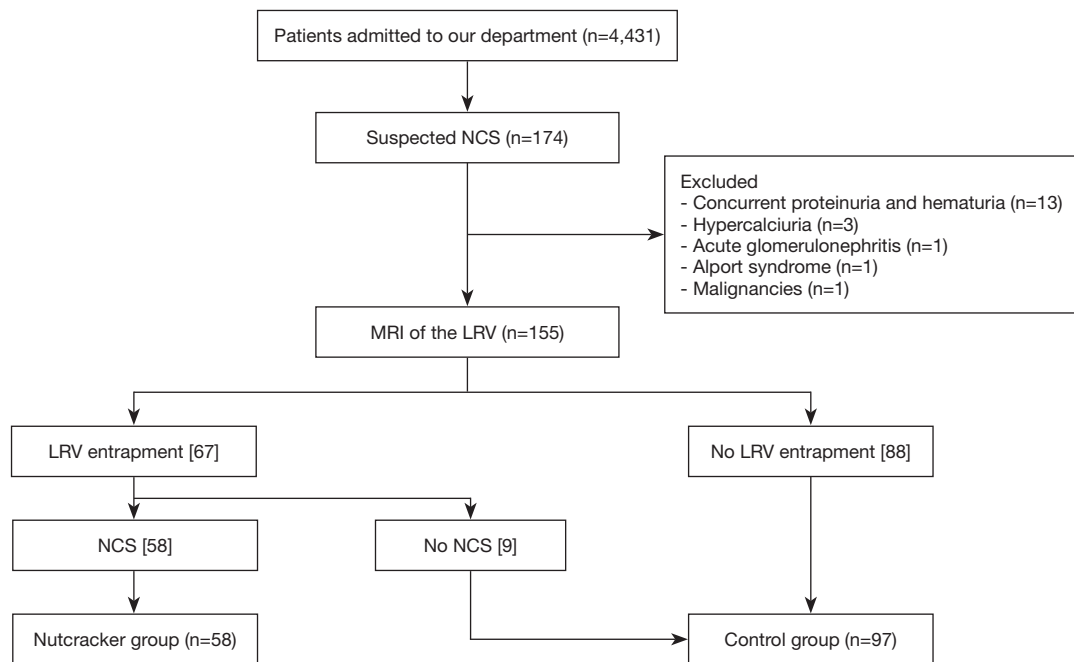 Patients admitted to our department (n=4,431)
Suspected NCS (n=174)
Excluded
- Concurrent proteinuria and hematuria (n=13)
- Hypercalciuria (n=3)
- Acute glomerulonephritis (n=1)
- Alport syndrome (n=1)
- Malignancies (n=1)
MRI of the LRV (n=155)
LRV entrapment [67]
No LRV entrapment [88]
NCS [58]
No NCS [9]
Nutcracker group (n=58)
Control group (n=97)